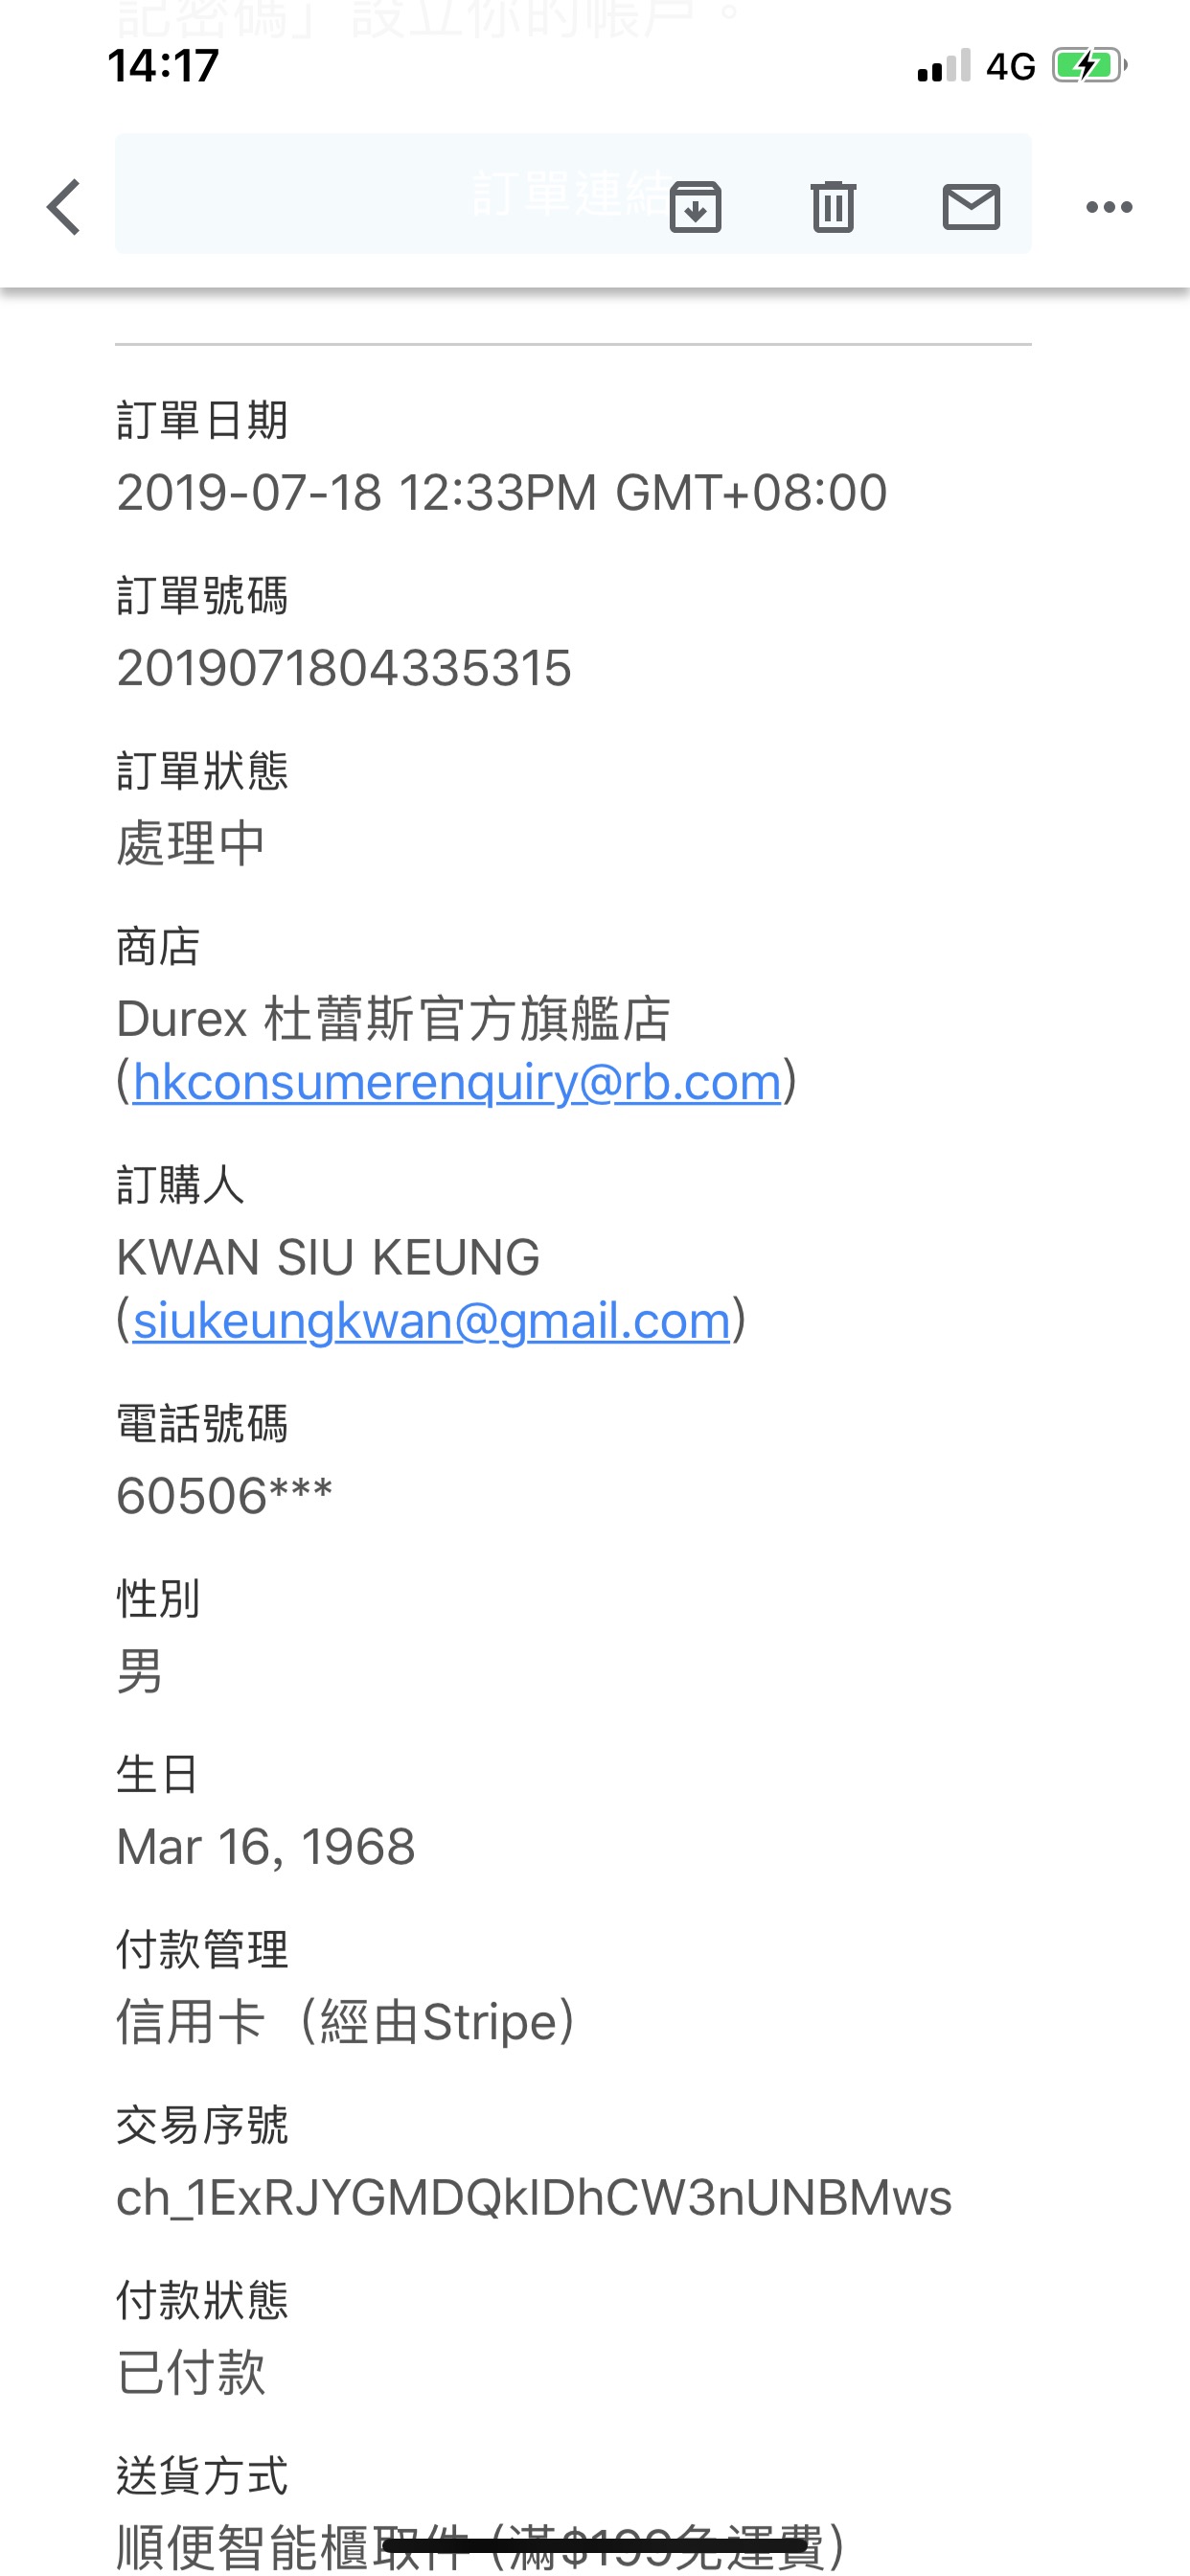 記密碼」設立你的帳戶。
14:17
4G
訂單連結
訂單日期
2019-07-18 12:33PM GMT+08:00
訂單號碼
2019071804335315
訂單狀態
處理中
商店
Durex 杜蕾斯官方旗艦店
(hkconsumerenquiry@rb.com)
訂購人
KWAN SIU KEUNG
(siukeungkwan@gmail.com)
電話號碼
60506***
性別
男
生日
Mar 16, 1968
付款管理
信用卡（經由Stripe）
交易序號
ch_1ExRJYGMDQkIDhCW3nUNBMws
付款狀態
已付款
送貨方式
順便智能櫃取件 (滿$199免運費)